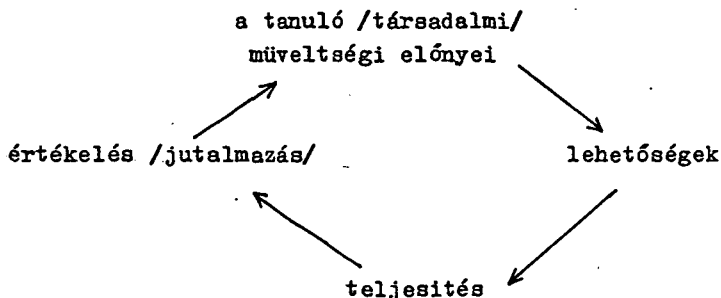 a tanuló /társadalmi/
müveltségi előnyei
értékelés /jutalmazás/
lehetőségek
teljesités